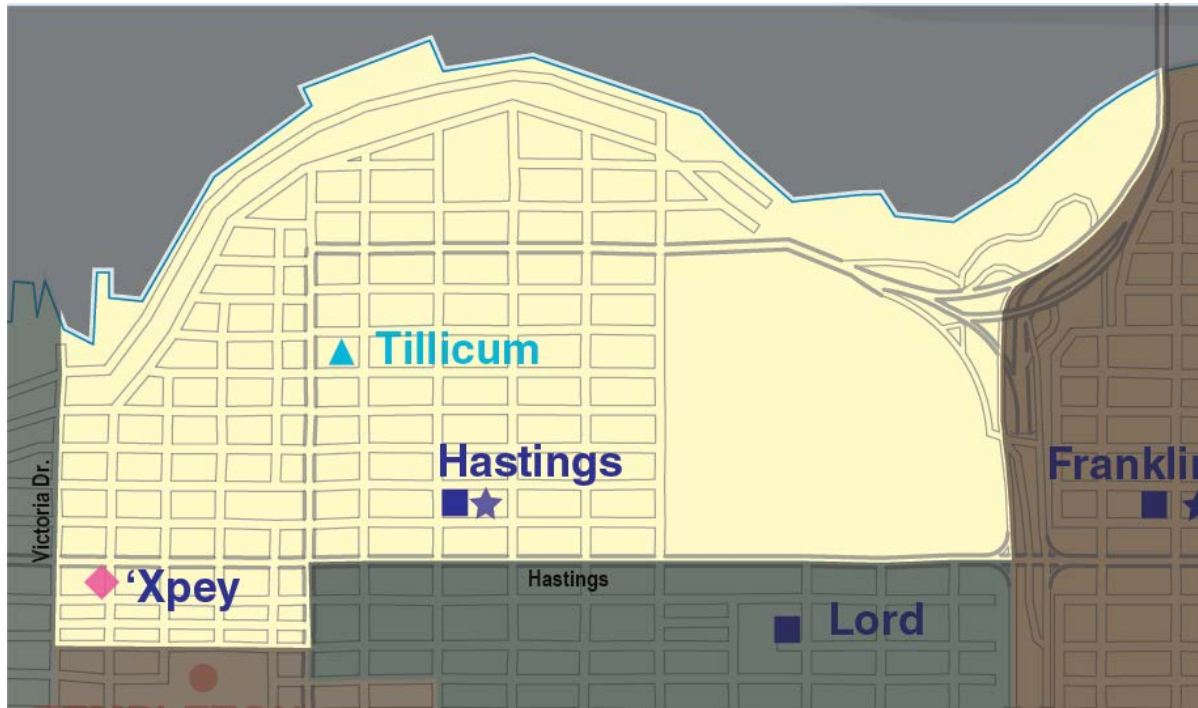 Tillicum
Hastings
Franklin
Victoria Dr.
‘Xpey
Hastings
Lord